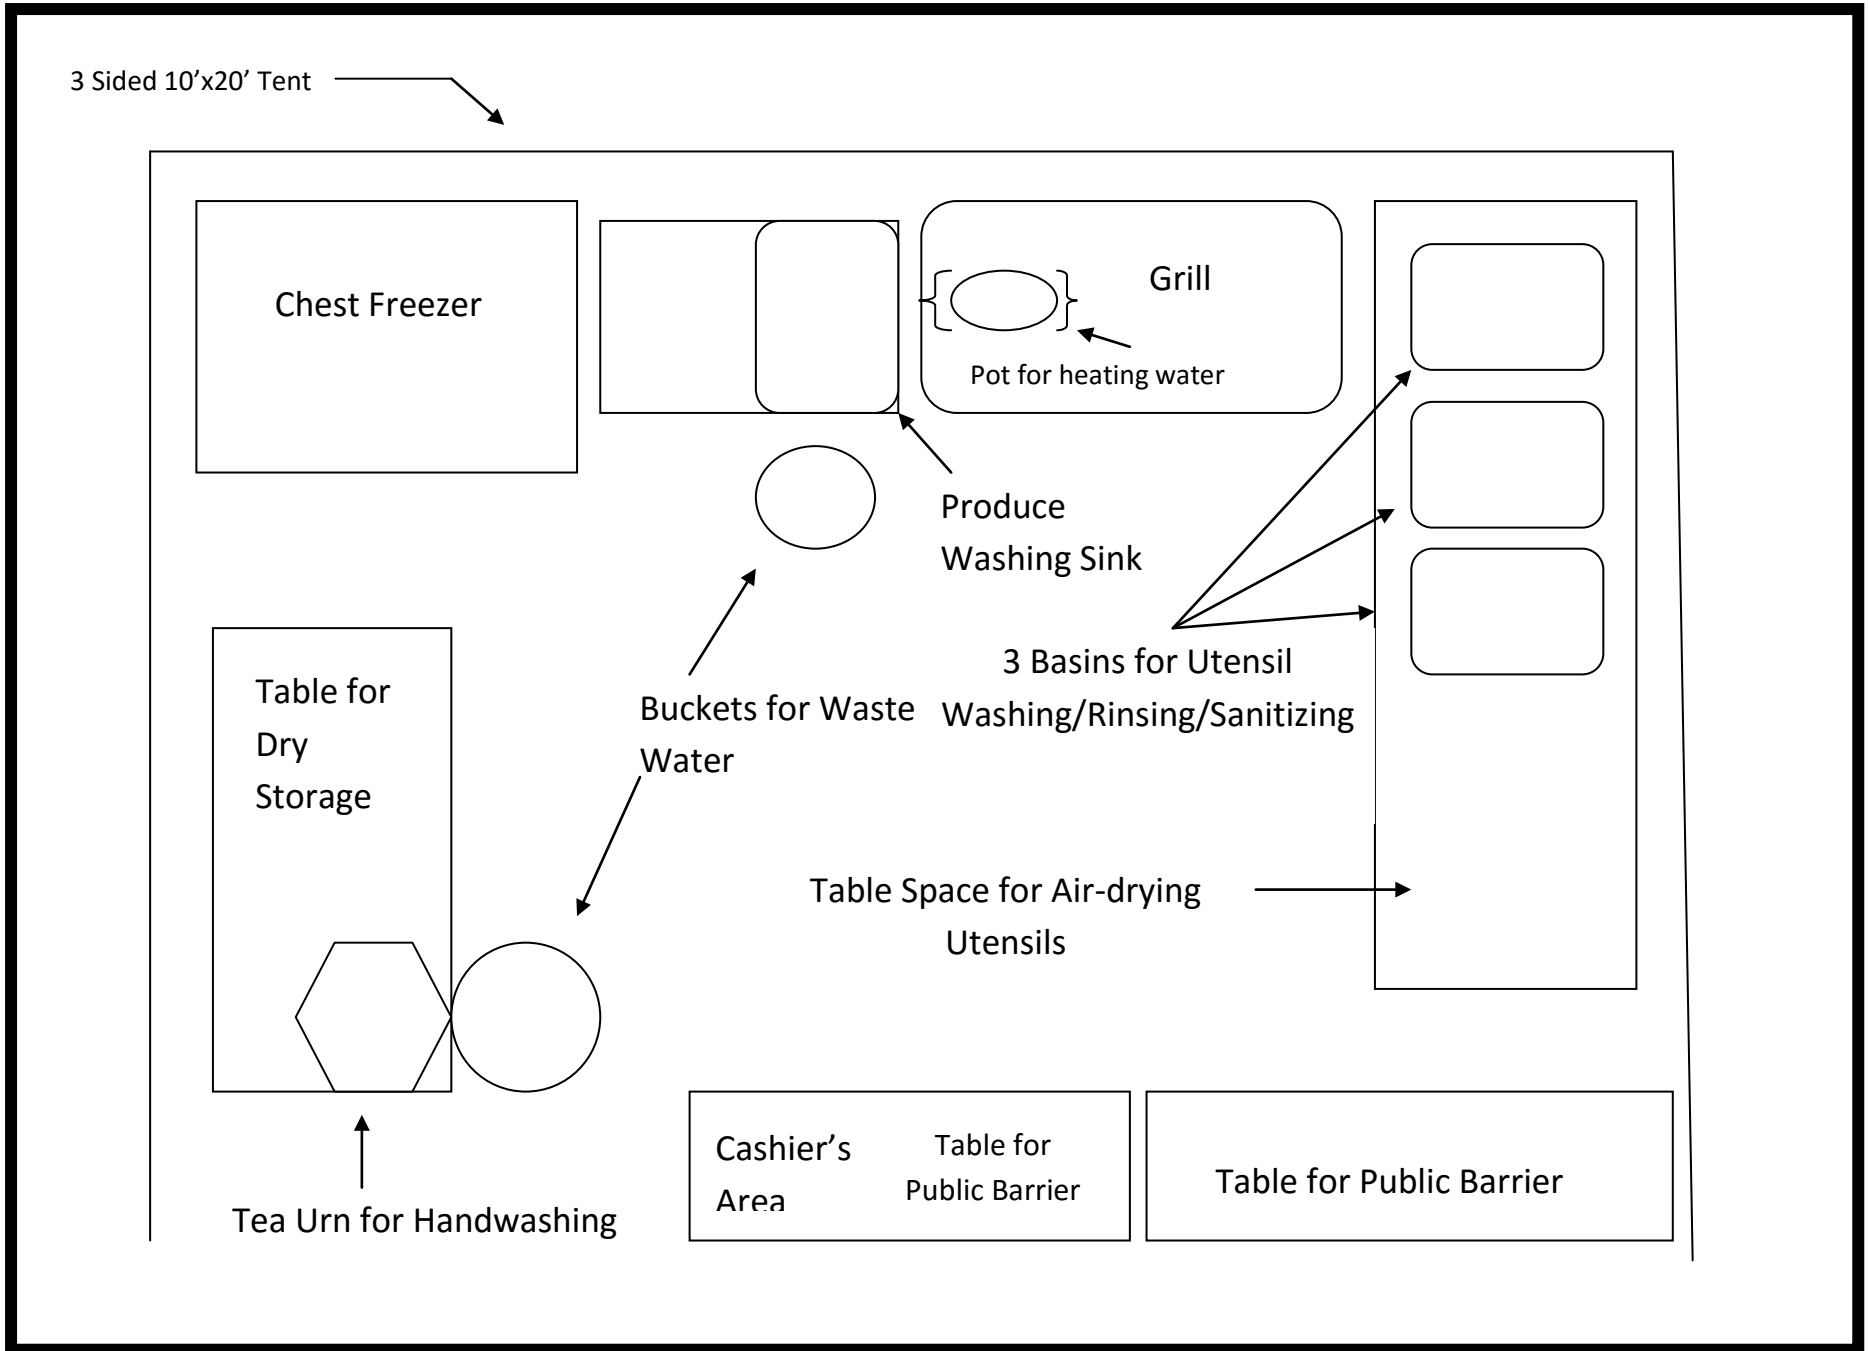 3 Sided 10’x20’ Tent
Chest Freezer
Grill
Pot for heating water
Produce
Washing Sink
3 Basins for Utensil
Washing/Rinsing/Sanitizing
Table for
Dry
Storage
Buckets for Waste
Water
Table Space for Air-drying
Utensils
Cashier’s
Area
Table for
Public Barrier
Table for Public Barrier
Tea Urn for Handwashing